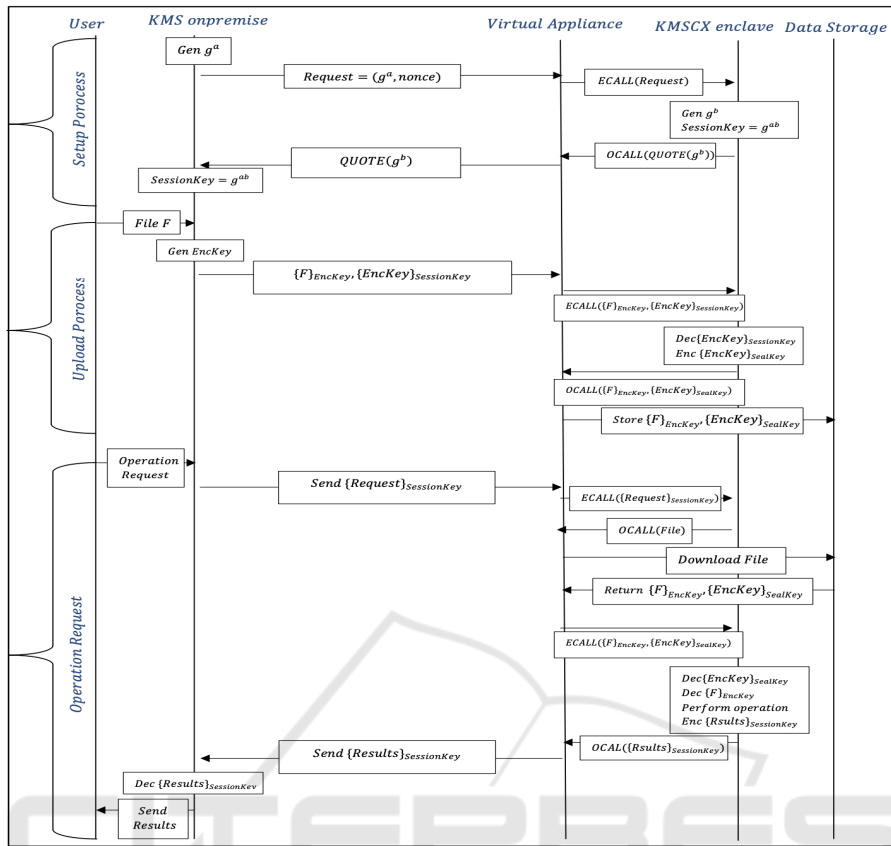 User KMS onpremise Virtual Appliance KMSCX enclave Data Storage
Setup Porocess
Gen g^a
Request = (g^a, nonce)
ECALL(Request)
Gen g^b
SessionKey = g^ab
OCALL(QUOTE(g^b))
QUOTE(g^b)
SessionKey = g^ab
Upload Porocess
File F
Gen EncKey
{F}_EncKey, {EncKey}_SessionKey
ECALL({F}_EncKey, {EncKey}_SessionKey)
Dec{EncKey}_SessionKey
Enc {EncKey}_SealKey
OCALL({F}_EncKey, {EncKey}_SealKey)
Store {F}_EncKey, {EncKey}_SealKey
Operation Request
Operation
Request
Send {Request}_SessionKey
ECALL({Request}_SessionKey)
OCALL(File)
Download File
Return {F}_EncKey, {EncKey}_SealKey
ECALL({F}_EncKey, {EncKey}_SealKey)
Dec{EncKey}_SealKey
Dec {F}_EncKey
Perform operation
Enc {Rsults}_SessionKey
OCAL({Rsults}_SessionKey)
Send {Results}_SessionKey
Dec {Results}_SessionKey
Send
Results